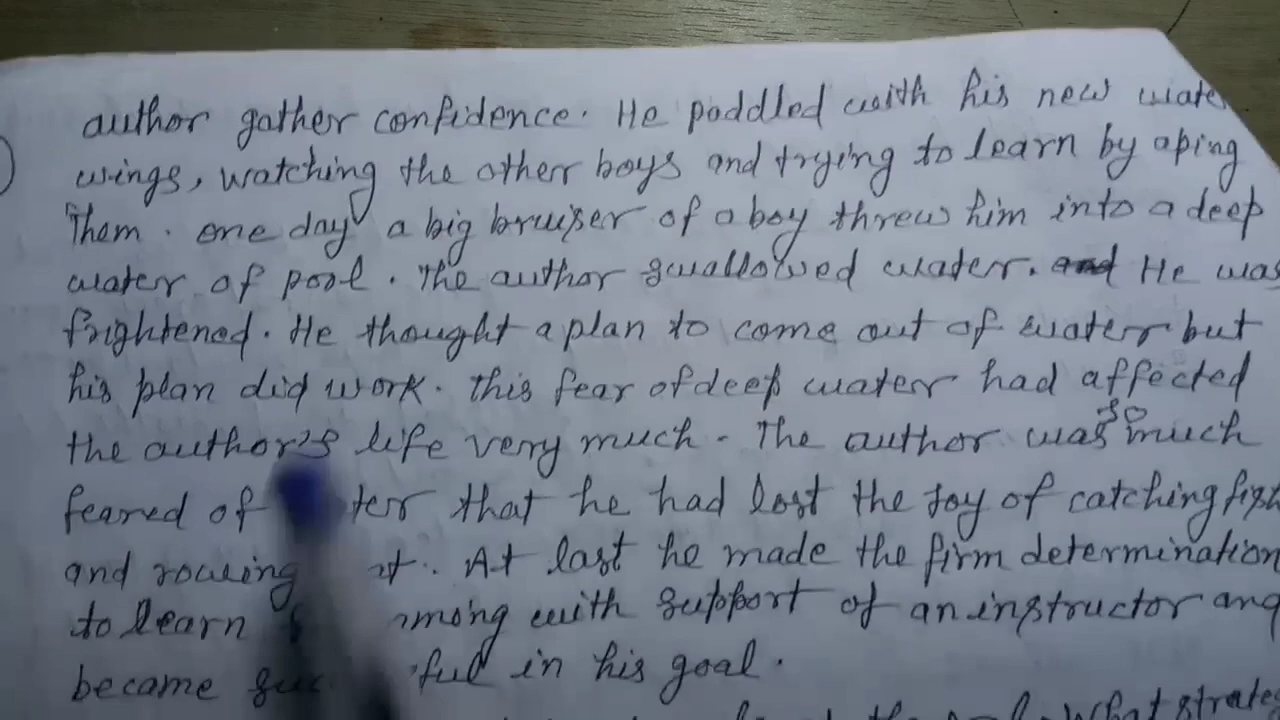 author gather confidence. He paddled with his new water
wings, watching the other boys and trying to learn by aping
Them. one day a big bruiser of a boy threw him into a deep
water of pool. The author swallowed water. and He was
frightened. He thought a plan to come out of water but
his plan did work. This fear of deep water had affected
the author's life very much. The author was so much
feared of that he had lost the joy of catching fish
and rowing At last he made the firm determination
to learn with support of an instructor and
became in his goal.
What